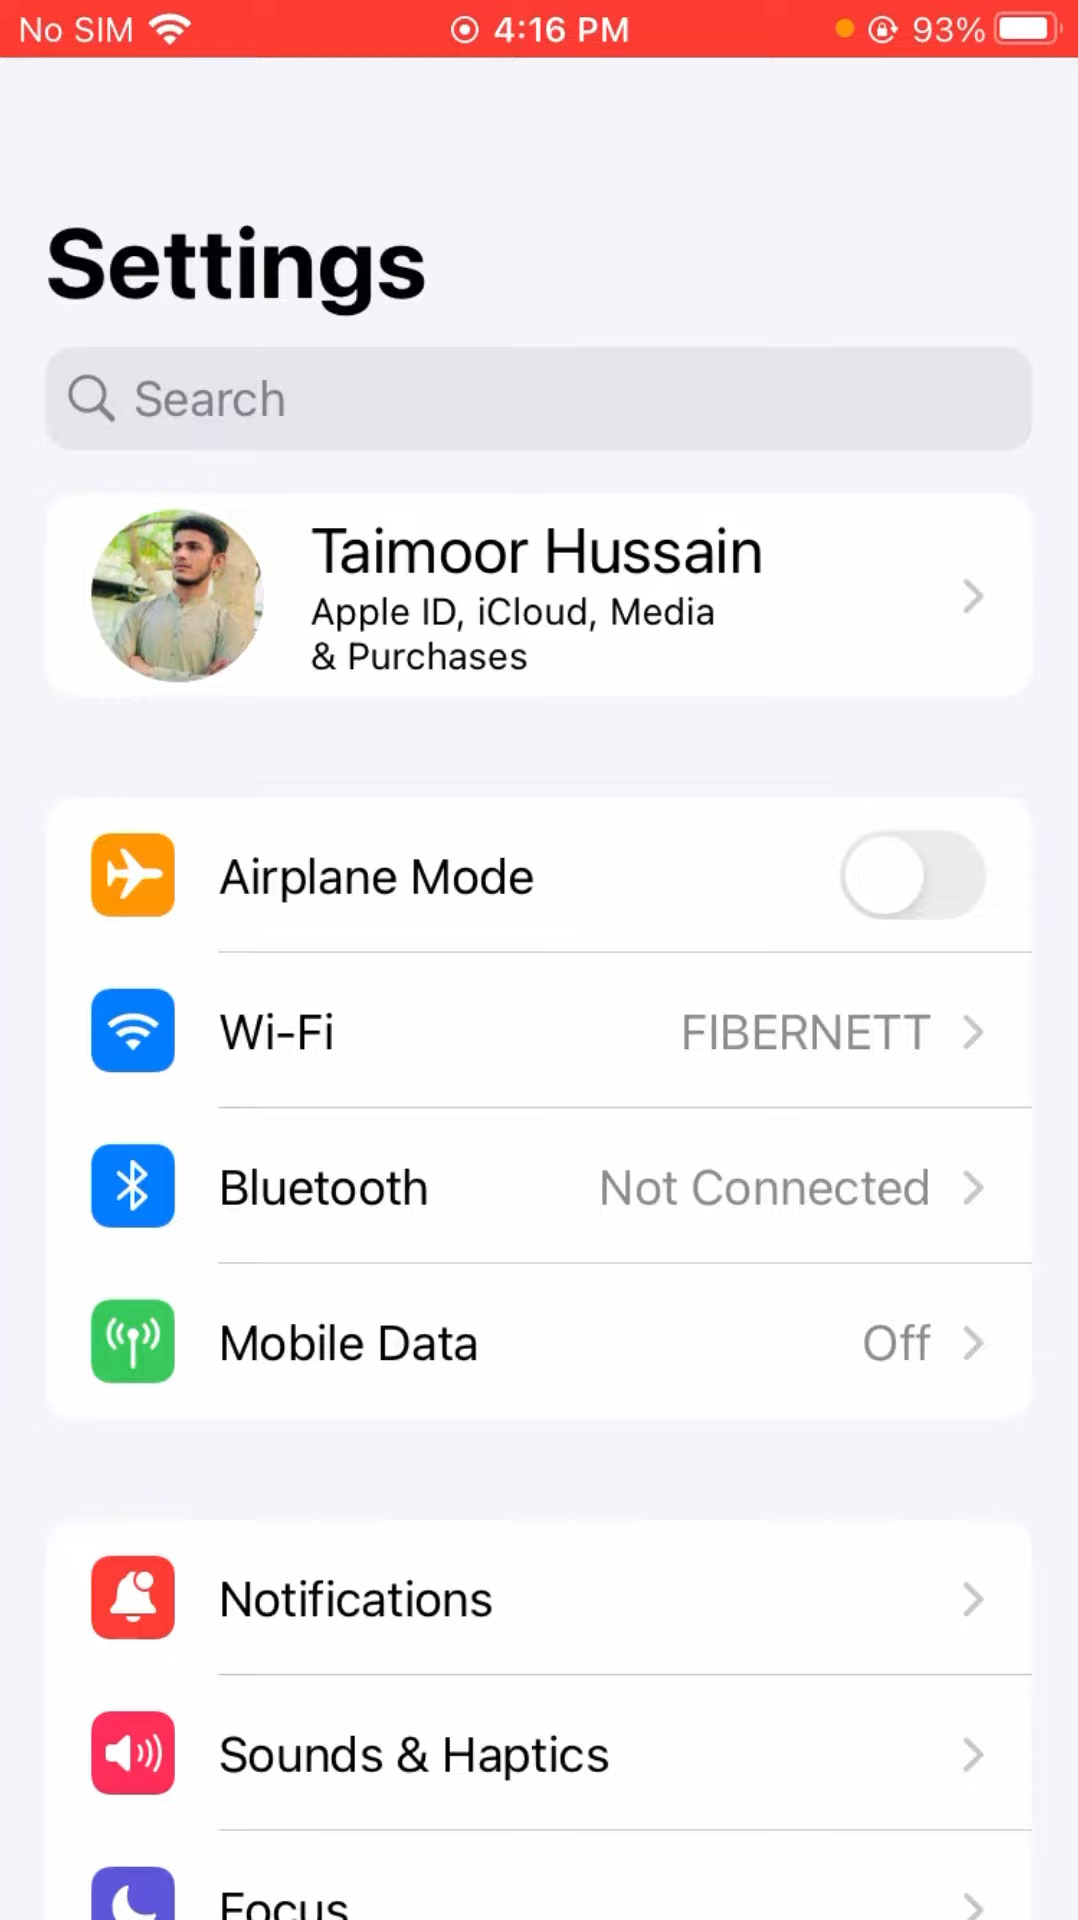 No SIM 4:16 PM 93%
Settings
Search
Taimoor Hussain
Apple ID, iCloud, Media
& Purchases
Airplane Mode
Wi-Fi FIBERNETT
Bluetooth Not Connected
Mobile Data Off
Notifications
Sounds & Haptics
Focus